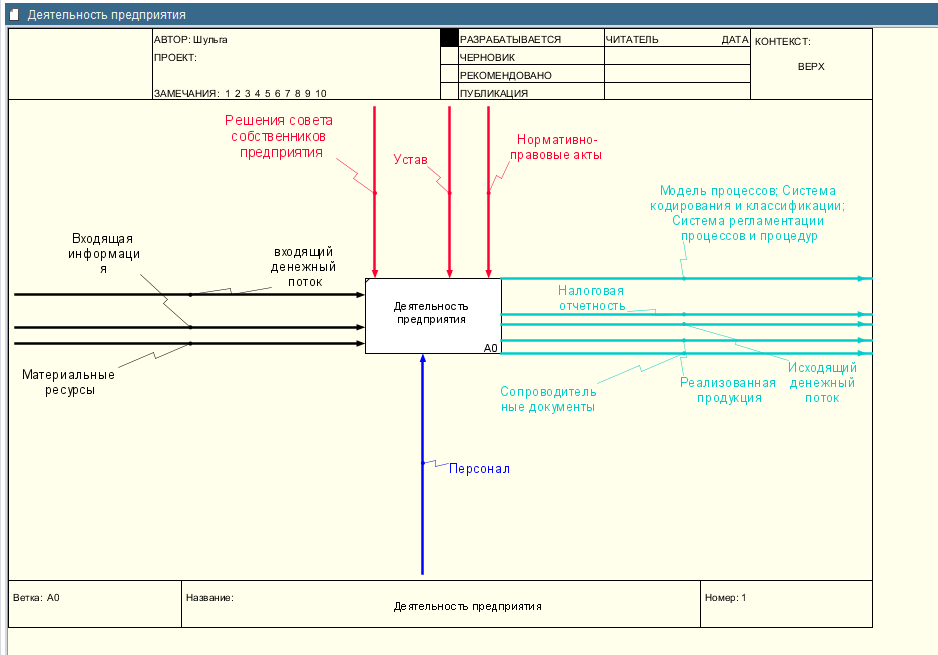 Деятельность предприятия
АВТОР: Шульга
ПРОЕКТ:
ЗАМЕЧАНИЯ: 1 2 3 4 5 6 7 8 9 10
РАЗРАБАТЫВАЕТСЯ
ЧЕРНОВИК
РЕКОМЕНДОВАНО
ПУБЛИКАЦИЯ
ЧИТАТЕЛЬ
ДАТА
КОНТЕКСТ:
ВЕРХ
Решения совета
собственников
предприятия
Устав
Нормативно-
правовые акты
Модель процессов; Система
кодирования и классификации;
Система регламентации
процессов и процедур
Входящая
информаци
я
входящий
денежный
поток
Деятельность
предприятия
A0
Налоговая
отчетность
Материальные
ресурсы
Сопроводитель
ные документы
Реализованная
продукция
Исходящий
денежный
поток
Персонал
Ветка: A0
Название:
Деятельность предприятия
Номер: 1